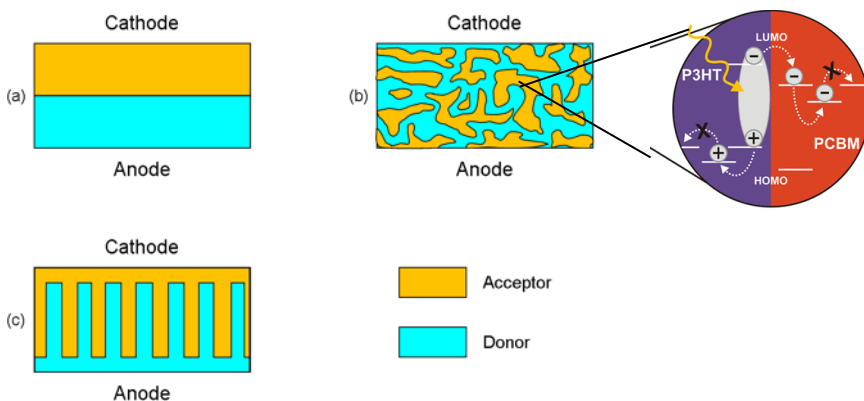 Cathode
(a)
Anode
Cathode
(b)
Anode
LUMO
P3HT
− − −
X
X
+ +
PCBM
HOMO
Cathode
(c)
Anode
Acceptor
Donor